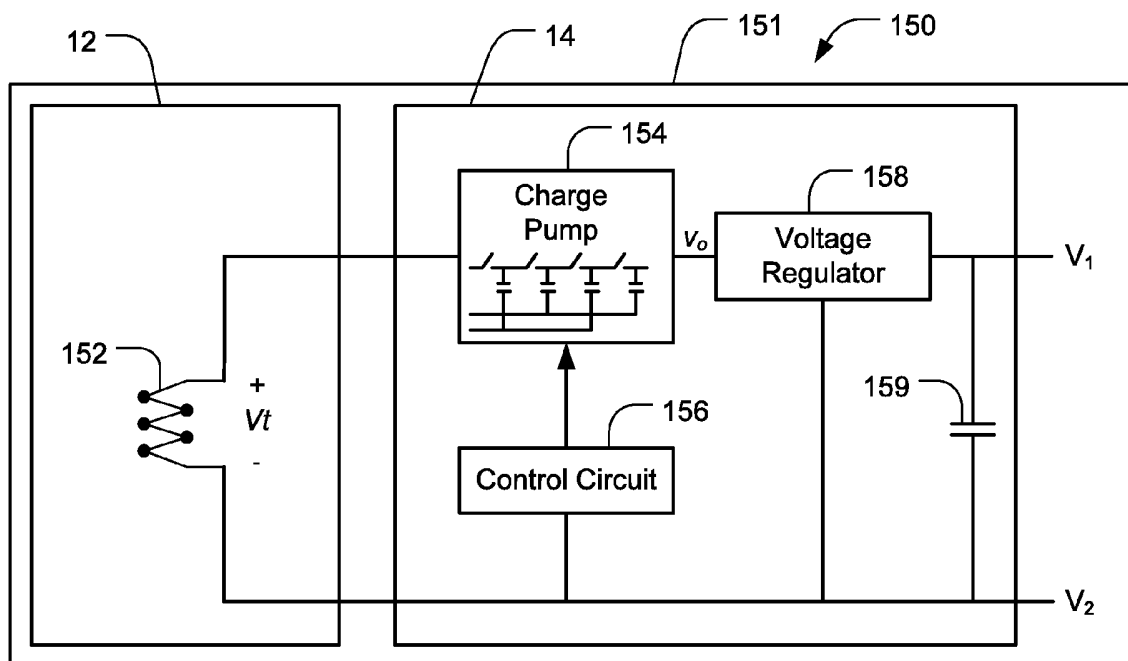 12
14
151
150
154
Charge
Pump
158
vo
Voltage
Regulator
V1
152
+
Vt
-
156
159
Control Circuit
V2